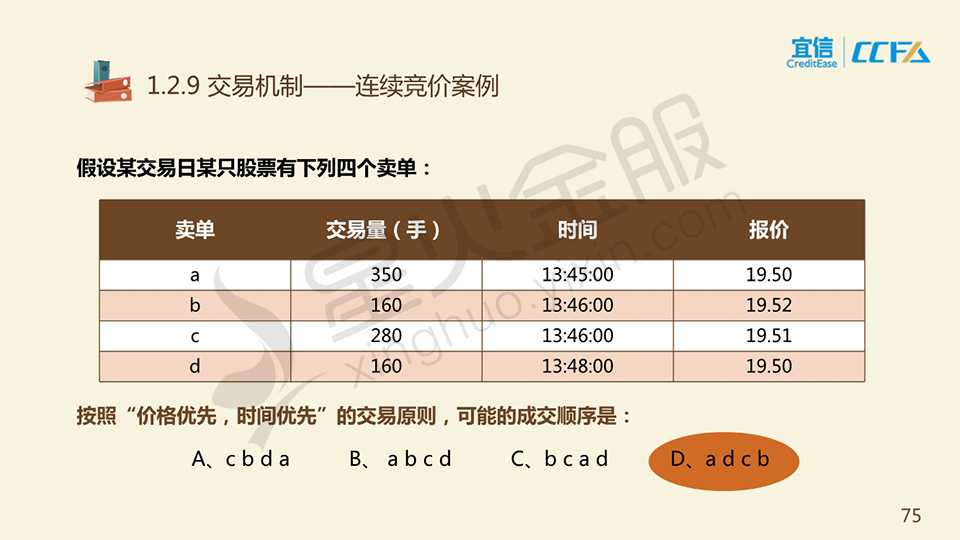 宜信
CreditEase
CCFA
1.2.9 交易机制——连续竞价案例
假设某交易日某只股票有下列四个卖单：
卖单 交易量（手） 时间 报价
a 350 13:45:00 19.50
b 160 13:46:00 19.52
c 280 13:46:00 19.51
d 160 13:48:00 19.50
按照“价格优先，时间优先”的交易原则，可能的成交顺序是：
A、c b d a B、 a b c d C、b c a d D、a d c b
星火金服
xinghuo.yixin.com
75